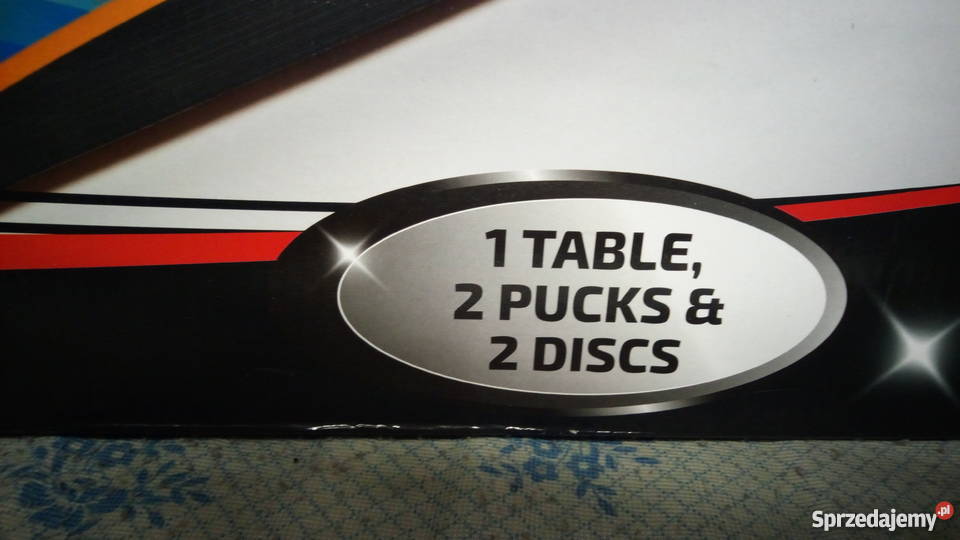 1 TABLE,
2 PUCKS &
2 DISCS
Sprzedajemy.pl